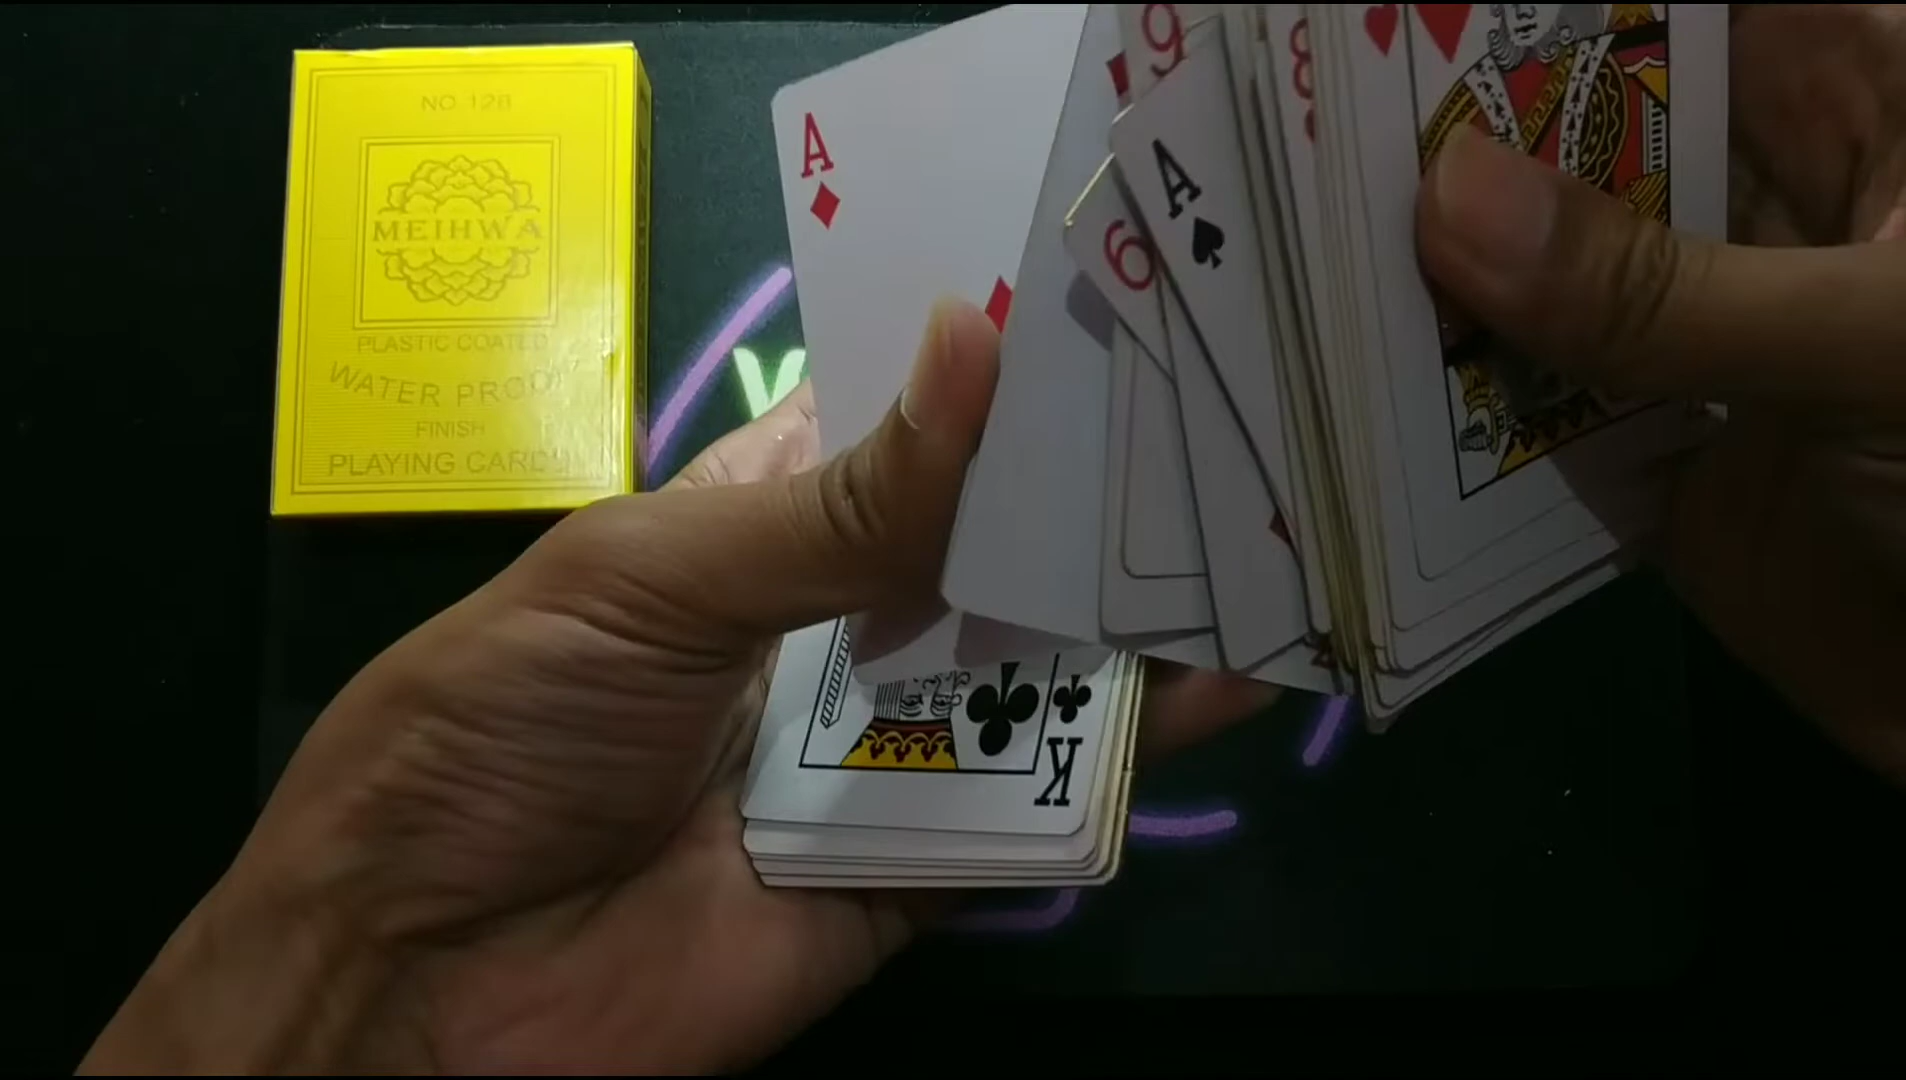 NO. 128
MEIHWA
PLASTIC COATED
WATER PROOF
FINISH
PLAYING CARDS
A
9
8
A
6
K